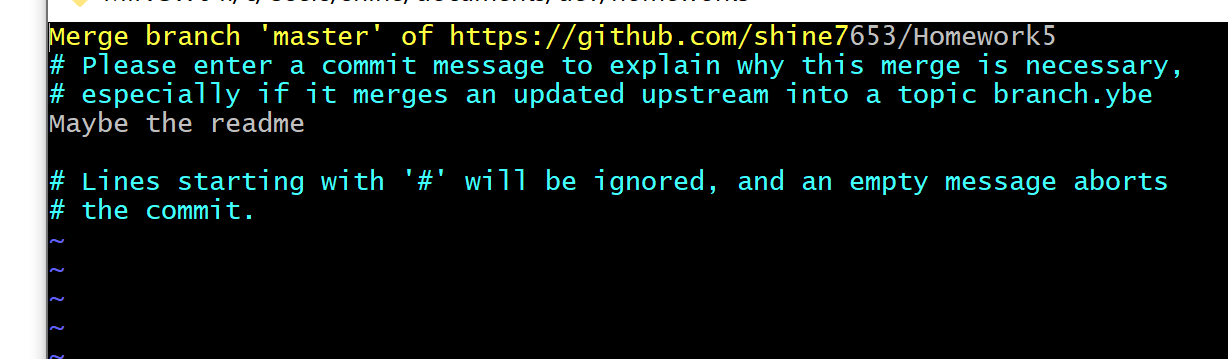 Merge branch 'master' of https://github.com/shine7653/Homework5
# Please enter a commit message to explain why this merge is necessary,
# especially if it merges an updated upstream into a topic branch.ybe
Maybe the readme
# Lines starting with '#' will be ignored, and an empty message aborts
# the commit.
~
~
~
~
~